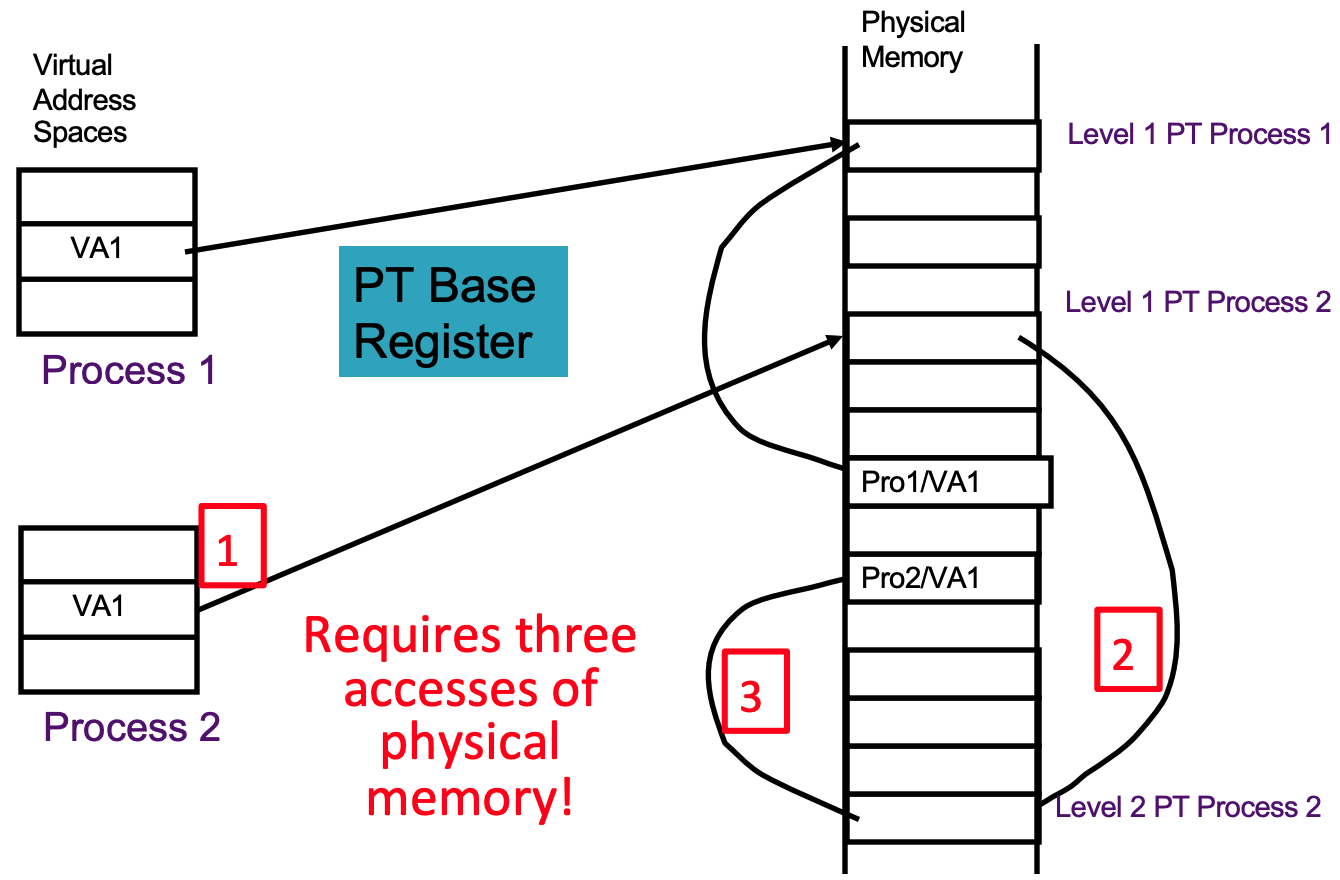 Physical
Memory
Virtual
Address
Spaces
Level 1 PT Process 1
VA1
PT Base
Register
Level 1 PT Process 2
Process 1
Pro1/VA1
1
Pro2/VA1
VA1
Requires three
accesses of
physical
memory!
2
3
Process 2
Level 2 PT Process 2